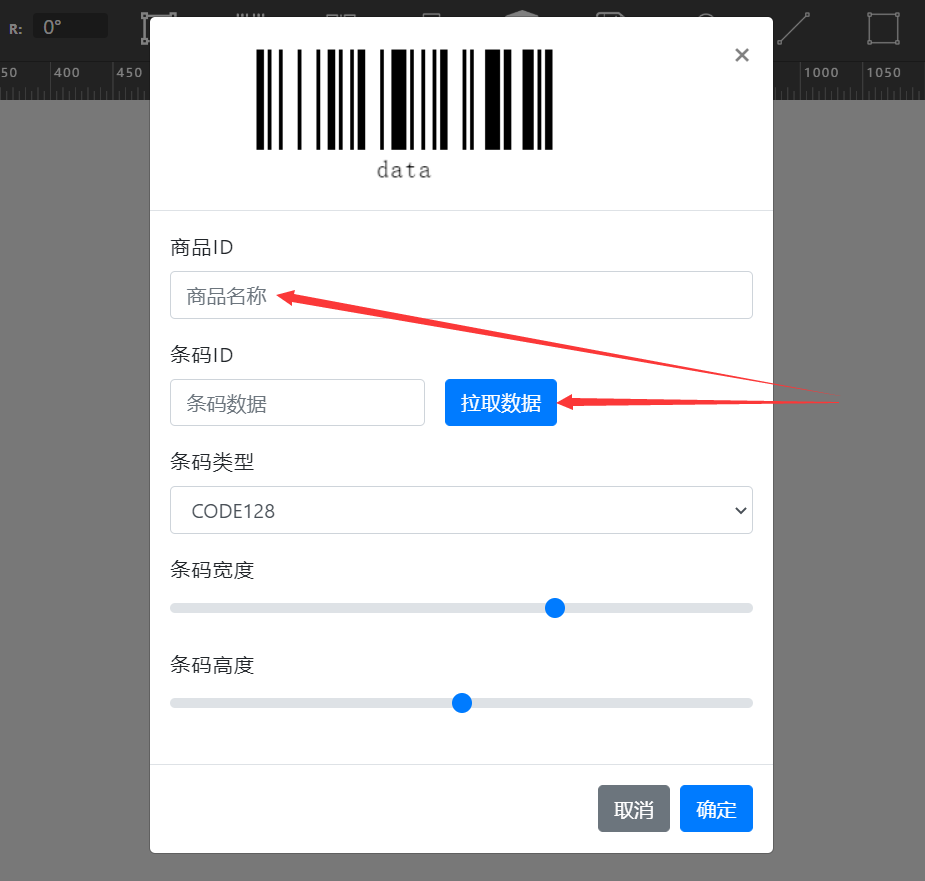 R: 0°
50 400 450 1000 1050
×
data
商品ID
商品名称
条码ID
条码数据 拉取数据
条码类型
CODE128
条码宽度
条码高度
取消 确定